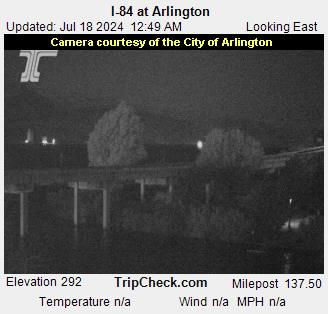 I-84 at Arlington
Updated: Jul 18 2024 12:49 AM Looking East
Camera courtesy of the City of Arlington
Elevation 292 TripCheck.com Milepost 137.50
Temperature n/a Wind n/a MPH n/a